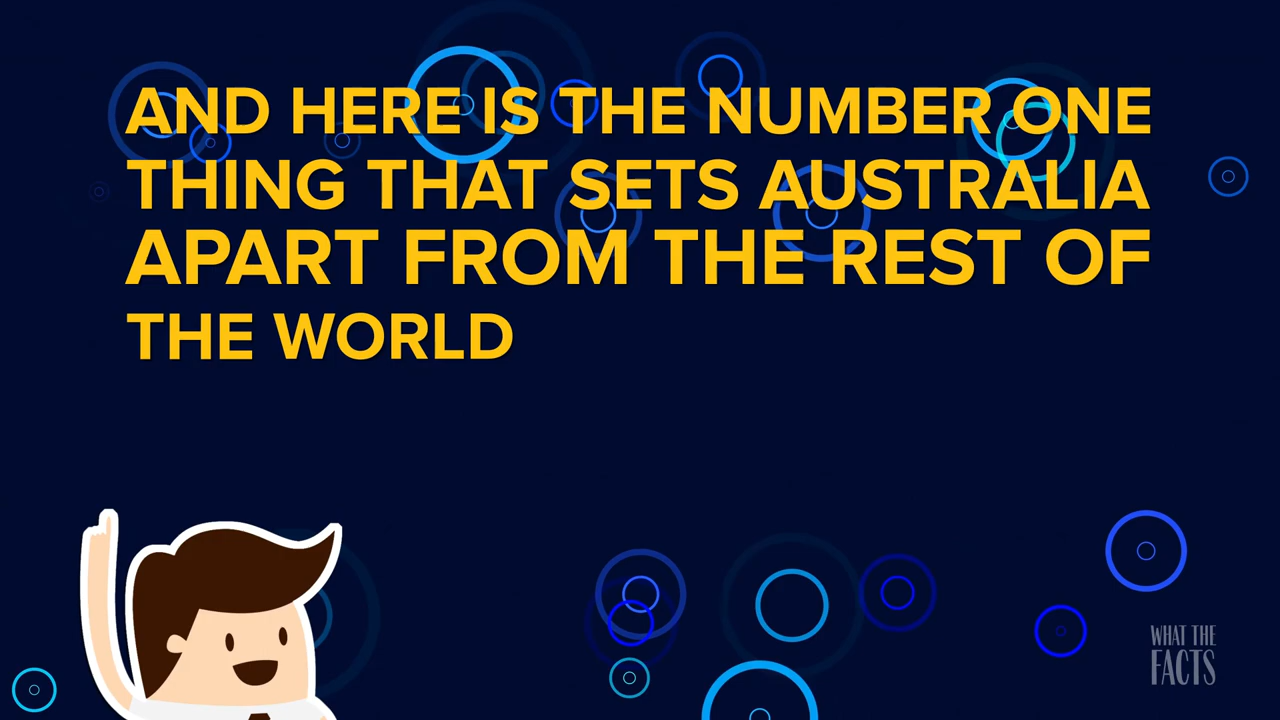 AND HERE IS THE NUMBER ONE
THING THAT SETS AUSTRALIA
APART FROM THE REST OF
THE WORLD
WHAT THE
FACTS